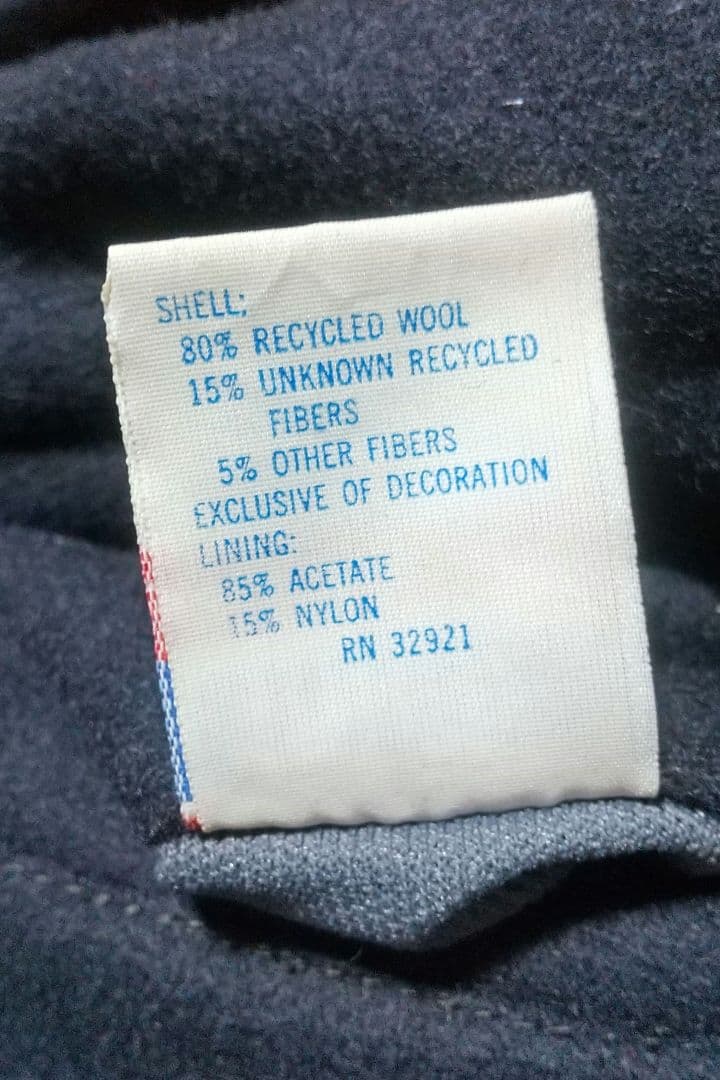 SHELL:
80% RECYCLED WOOL
15% UNKNOWN RECYCLED
FIBERS
5% OTHER FIBERS
EXCLUSIVE OF DECORATION
LINING:
85% ACETATE
15% NYLON
RN 32921